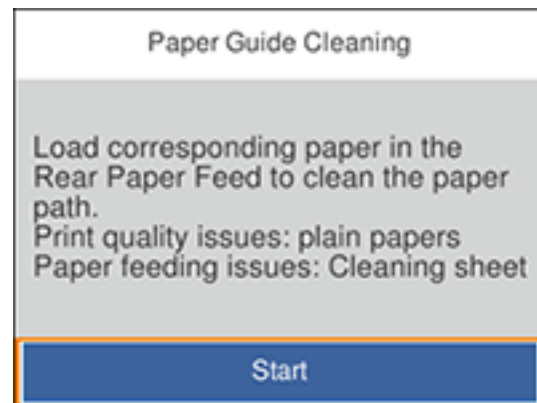 Paper Guide Cleaning
Load corresponding paper in the
Rear Paper Feed to clean the paper
path.
Print quality issues: plain papers
Paper feeding issues: Cleaning sheet
Start